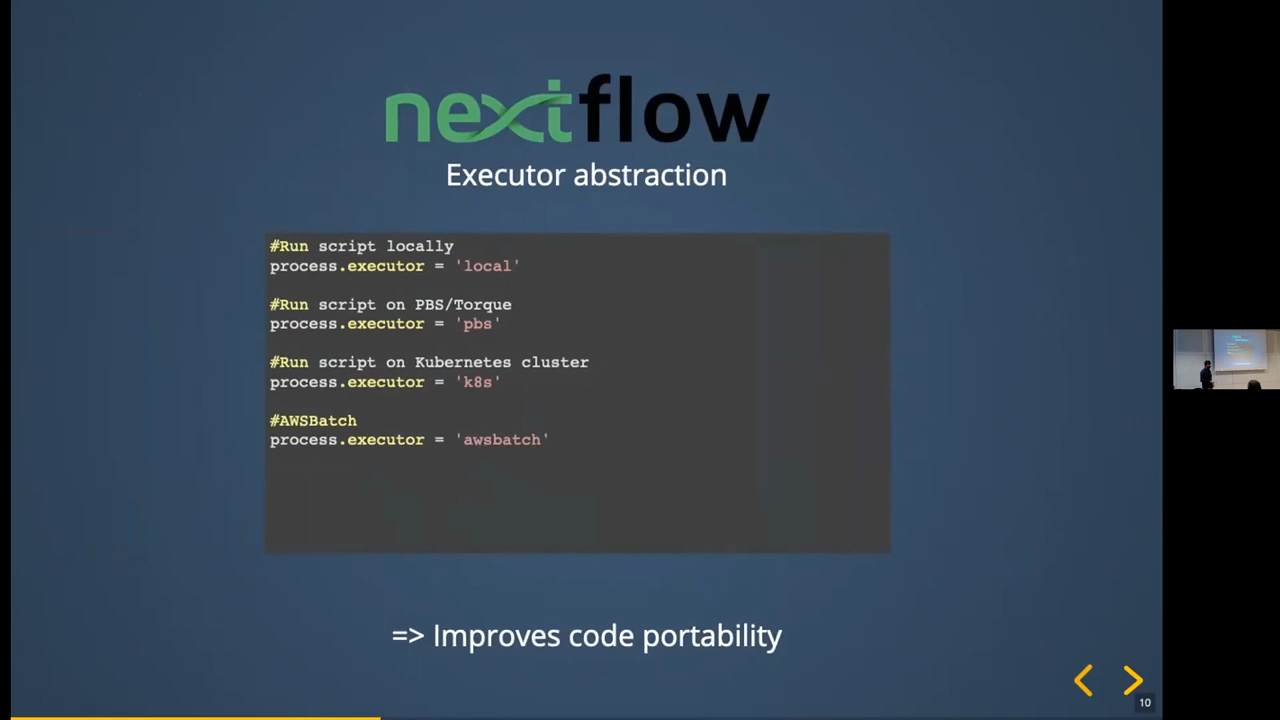 nextflow
Executor abstraction
#Run script locally
process.executor = 'local'
#Run script on PBS/Torque
process.executor = 'pbs'
#Run script on Kubernetes cluster
process.executor = 'k8s'
#AWSBatch
process.executor = 'awsbatch'
=> Improves code portability
10